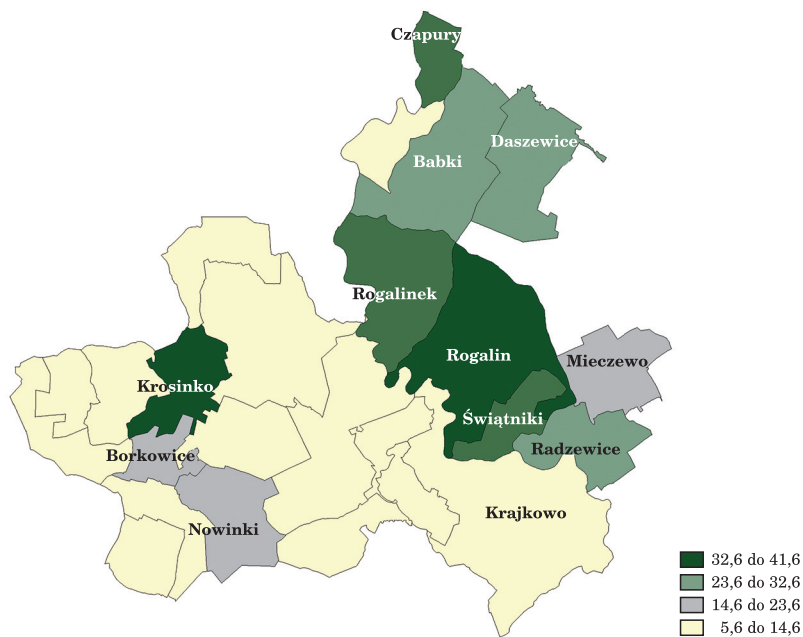 Czapury
Daszewice
Babki
Rogalinek
Rogalin
Mieczewo
Krosinko
Świątniki
Radzewice
Borkowice
Krajkowo
Nowinki
32,6 do 41,6
23,6 do 32,6
14,6 do 23,6
5,6 do 14,6